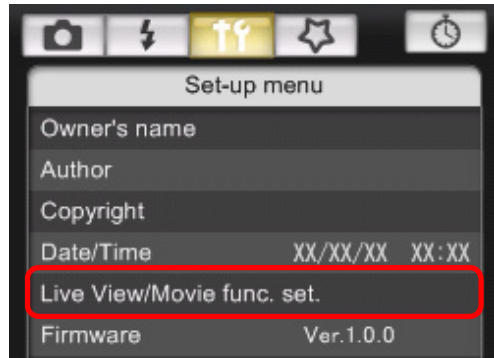 Set-up menu
Owner's name
Author
Copyright
Date/Time XX/XX/XX XX:XX
Live View/Movie func. set.
Firmware Ver.1.0.0